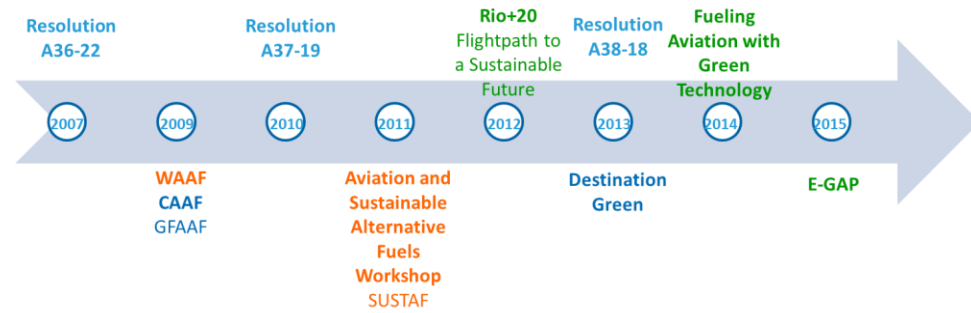 Resolution
A36-22
Resolution
A37-19
Rio+20
Flightpath to
a Sustainable
Future
Resolution
A38-18
Fueling
Aviation with
Green
Technology
2007
2009
2010
2011
2012
2013
2014
2015
WAAF
CAAF
GFAAF
Aviation and
Sustainable
Alternative
Fuels
Workshop
SUSTAF
Destination
Green
E-GAP